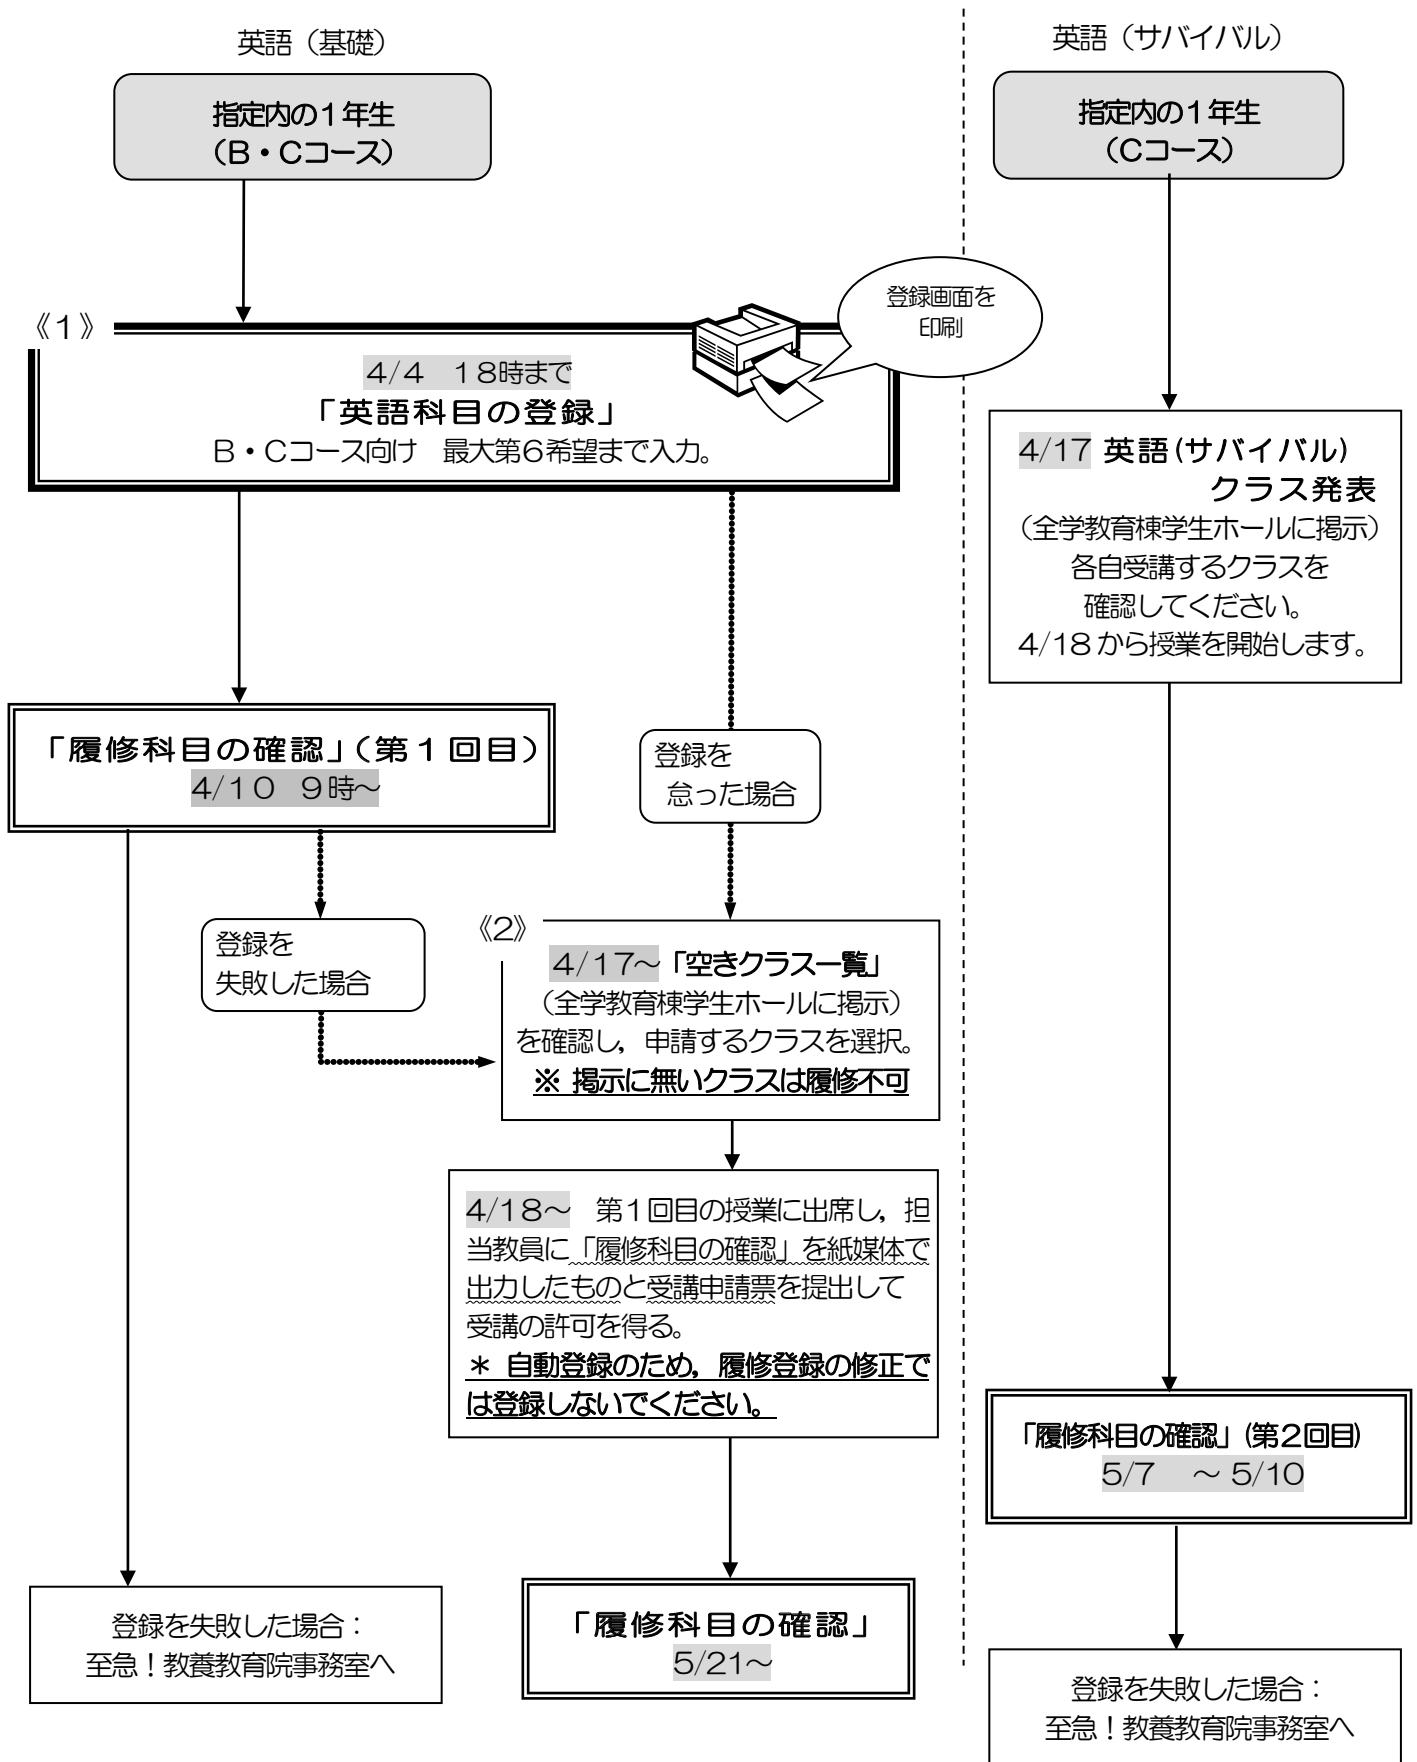 英語（基礎）
指定内の１年生
（Ｂ・Ｃコース）
《１》
登録画面を
印刷
4/4　18時まで
「英語科目の登録」
Ｂ・Ｃコース向け　最大第６希望まで入力。
「履修科目の確認」（第１回目）
4/10　9時～
登録を
怠った場合
登録を
失敗した場合
《2》
4/17～「空きクラス一覧」
（全学教育棟学生ホールに掲示）
を確認し，申請するクラスを選択。
※ 掲示に無いクラスは履修不可
4/18～　第１回目の授業に出席し，担
当教員に「履修科目の確認」を紙媒体で
出力したものと受講申請票を提出して
受講の許可を得る。
＊ 自動登録のため，履修登録の修正で
は登録しないでください。
登録を失敗した場合：
至急！教養教育院事務室へ
「履修科目の確認」
5/21～
英語（サバイバル）
指定内の１年生
（Ｃコース）
4/17 英語(サバイバル)
クラス発表
（全学教育棟学生ホールに掲示）
各自受講するクラスを
確認してください。
4/18 から授業を開始します。
「履修科目の確認」（第２回目）
5/7　～ 5/10
登録を失敗した場合：
至急！教養教育院事務室へ